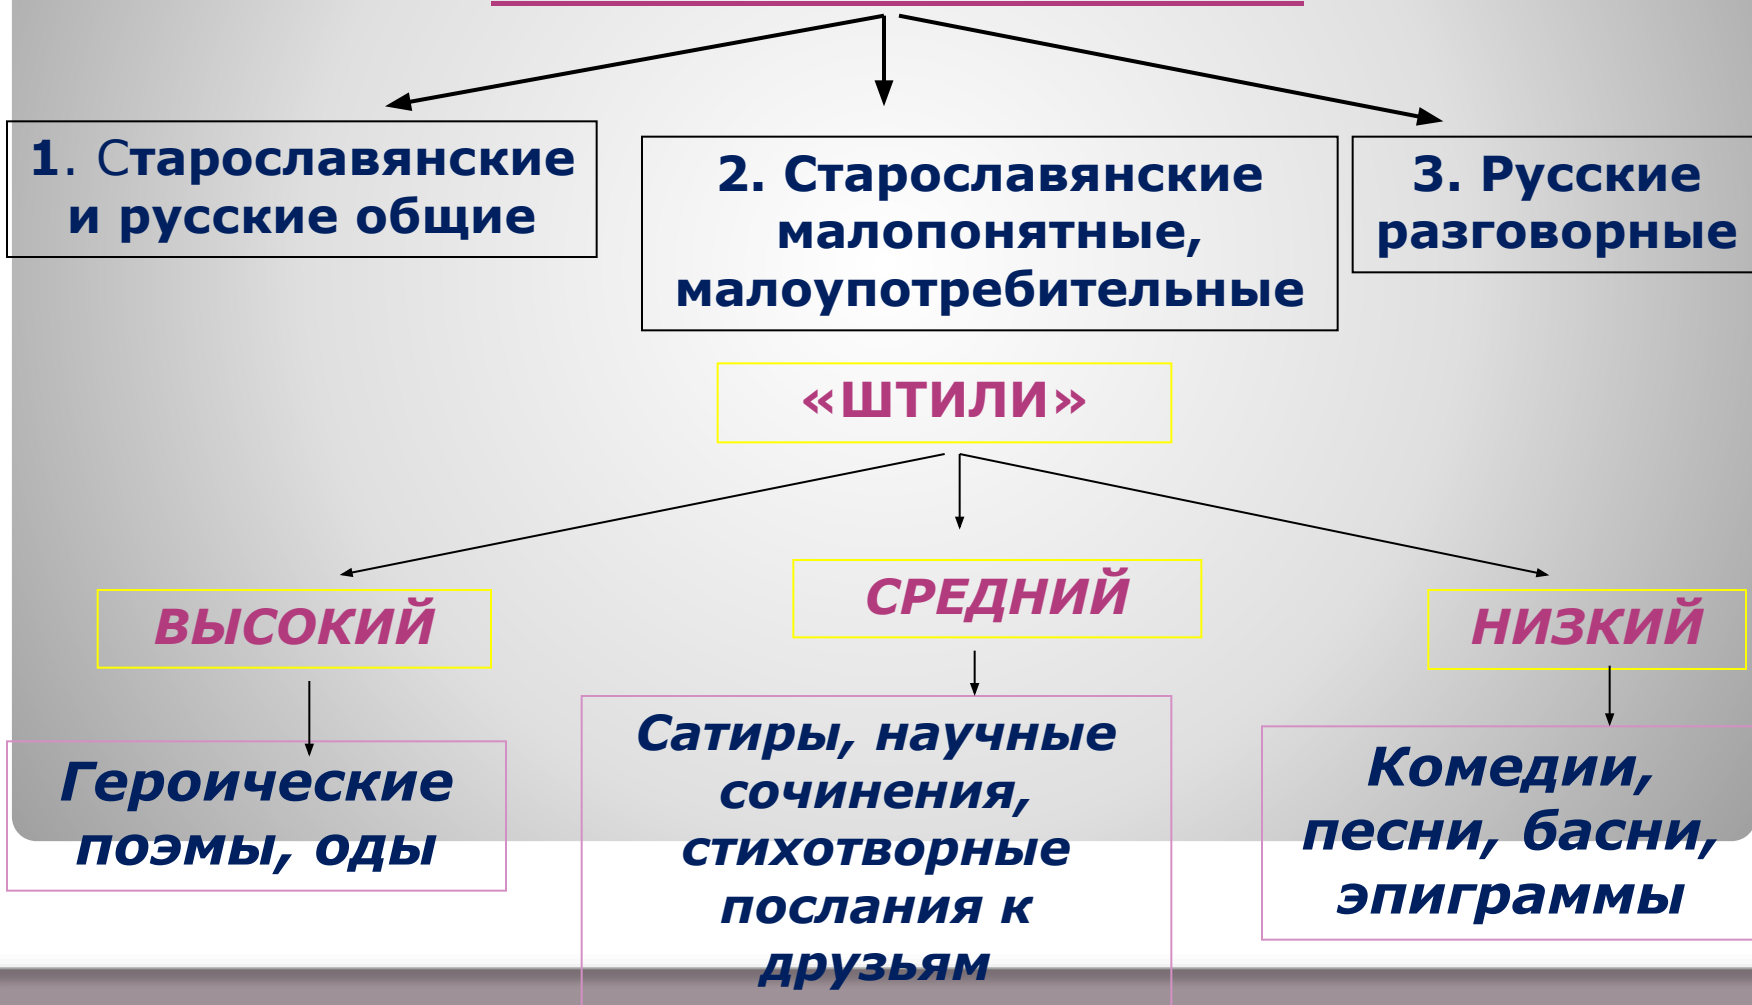 1. Старославянские
и русские общие
2. Старославянские
малопонятные,
малоупотребительные
3. Русские
разговорные
«ШТИЛИ»
ВЫСОКИЙ
СРЕДНИЙ
НИЗКИЙ
Героические
поэмы, оды
Сатиры, научные
сочинения,
стихотворные
послания к
друзьям
Комедии,
песни, басни,
эпиграммы